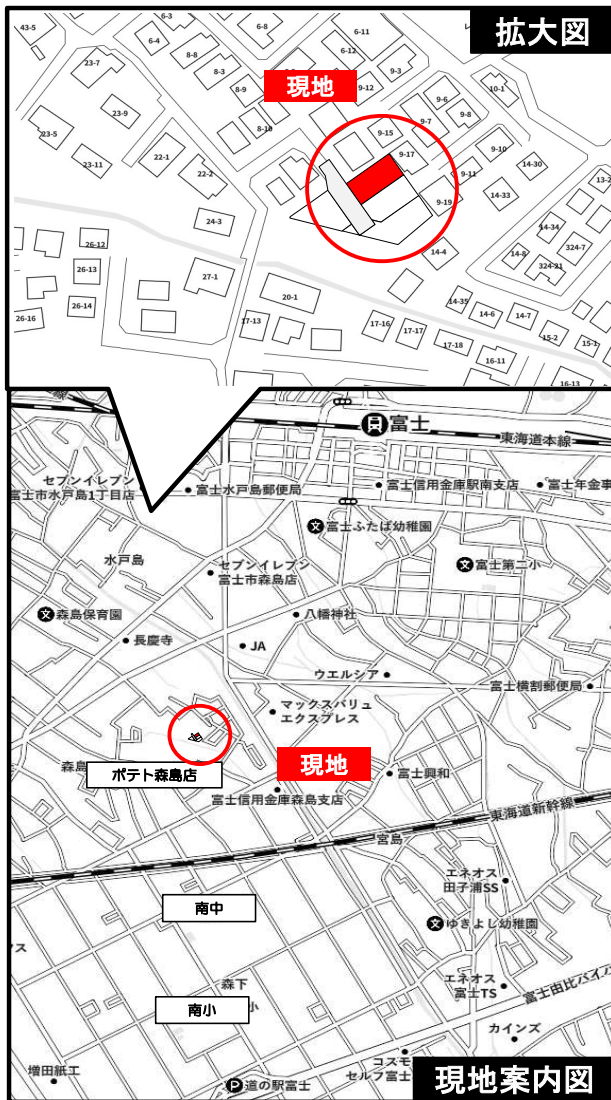 拡大図
43-5
6-3
6-8
6-11
6-4
8-8
6-12
23-7
8-3
9-3
現地
8-9
9-12
10-1
9-6
23-9
9-8
8-10
9-15
9-7
23-5
22-1
9-17
9-10
23-11
14-30
22-2
9-11
13-2
14-33
9-19
24-3
14-34
26-12
324-7
14-4
14-8
26-13
324-21
27-1
20-1
14-35
26-14
14-6
14-7
26-16
17-13
17-16
17-17
15-2
17-18
15-1
16-11
16-13
富士
東海道本線
セブンイレブン
富士市水戸島1丁目店
富士水戸島郵便局
富士信用金庫駅南支店
富士年金事
富士ふたば幼稚園
水戸島
セブンイレブン
富士市森島店
富士第二小
森島保育園
八幡神社
長慶寺
JA
ウエルシア
富士横割郵便局
マックスバリュ
エクスプレス
森島
ポテト森島店
現地
富士興和
富士信用金庫森島支店
東海道新幹線
宮島
エネオス
田子浦SS
南中
ゆきよし幼稚園
クス
森下
エネオス
富士TS
富士由比バイパ
南小
小
カインズ
増田紙工
コスモ
セルフ富士
P
道の駅富士
現地案内図